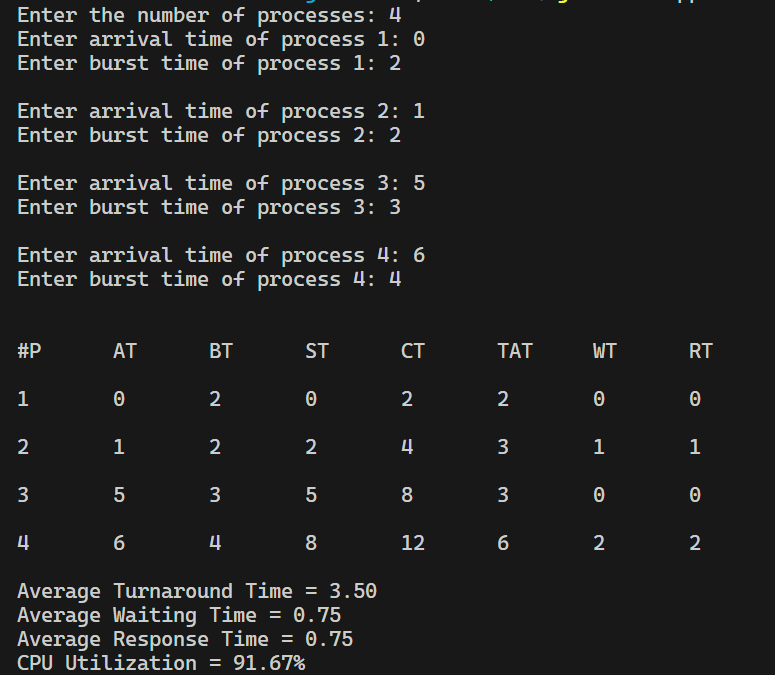 Enter the number of processes: 4
Enter arrival time of process 1: 0
Enter burst time of process 1: 2
Enter arrival time of process 2: 1
Enter burst time of process 2: 2
Enter arrival time of process 3: 5
Enter burst time of process 3: 3
Enter arrival time of process 4: 6
Enter burst time of process 4: 4
#P AT BT ST CT TAT WT RT
1 0 2 0 2 2 0 0
2 1 2 2 4 3 1 1
3 5 3 5 8 3 0 0
4 6 4 8 12 6 2 2
Average Turnaround Time = 3.50
Average Waiting Time = 0.75
Average Response Time = 0.75
CPU Utilization = 91.67%